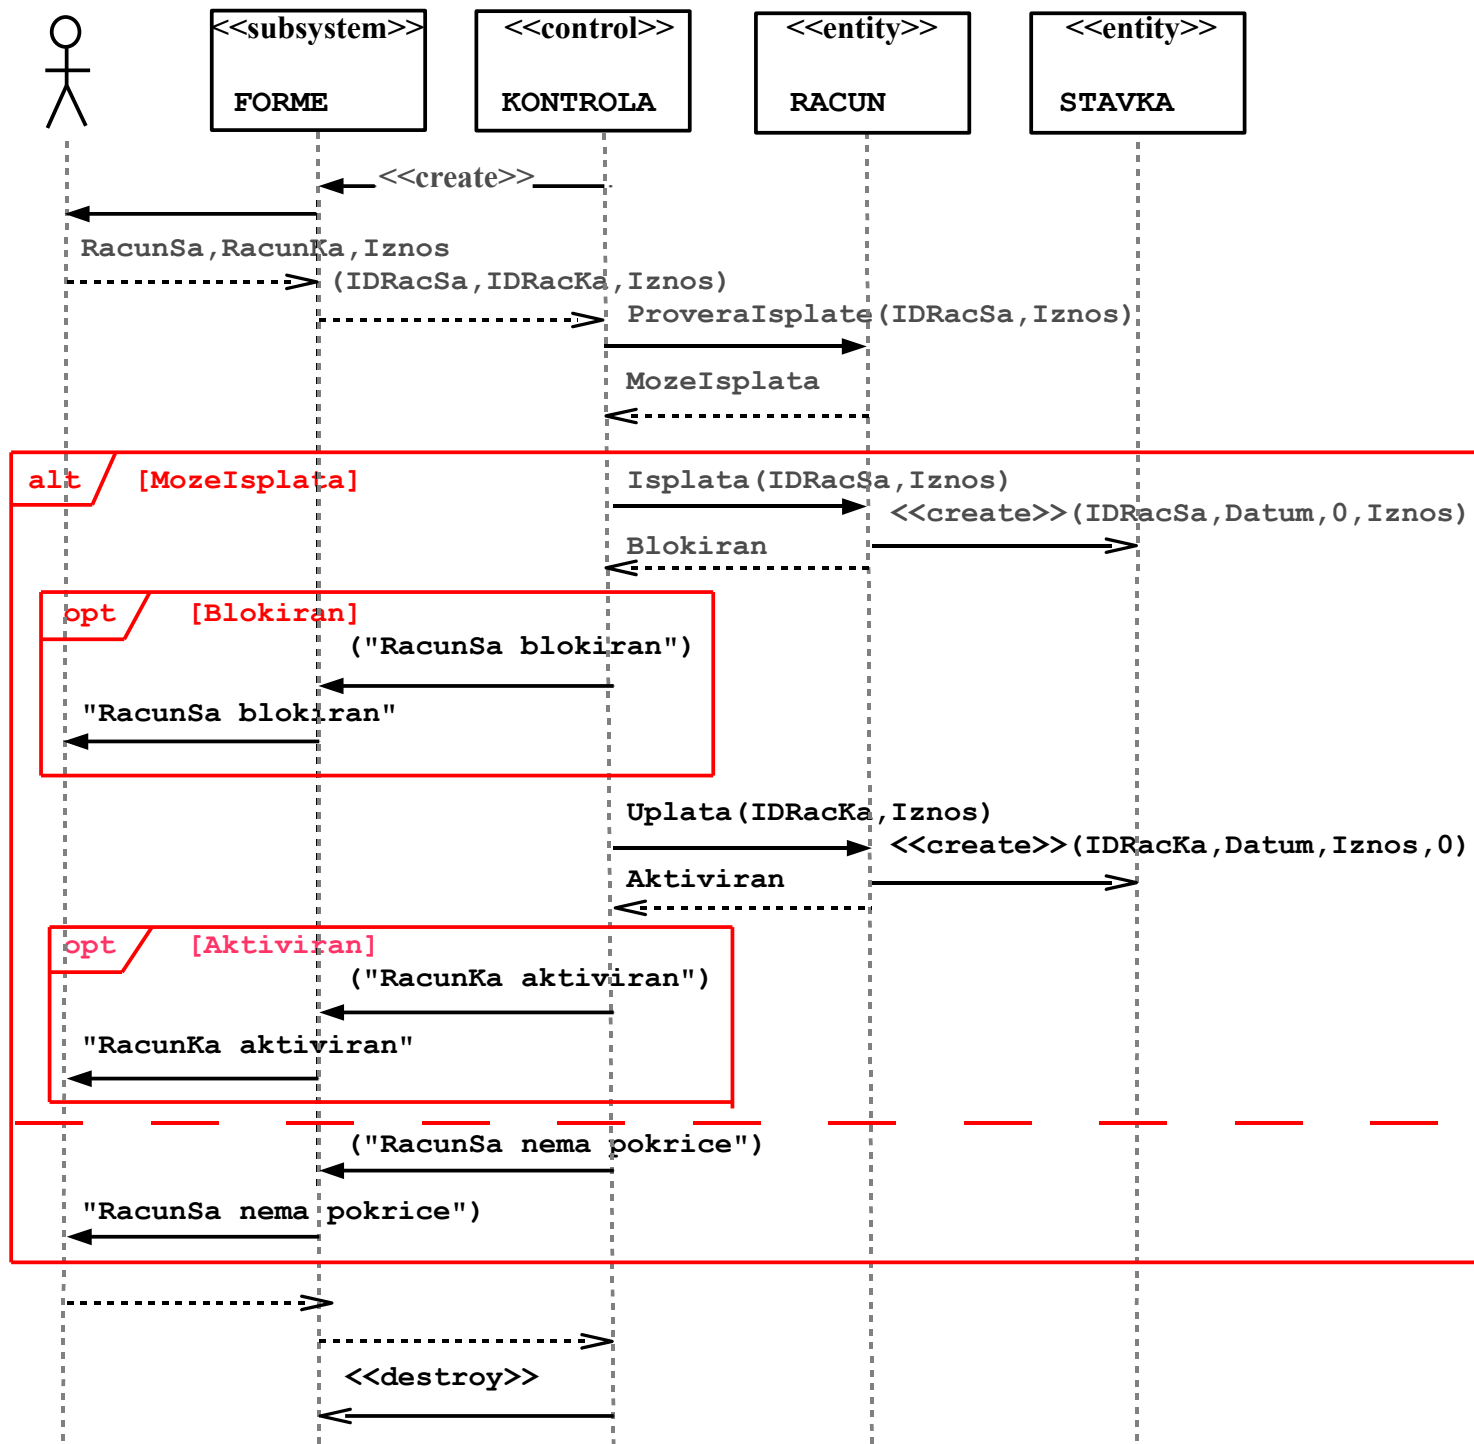 <<subsystem>> <<control>> <<entity>> <<entity>>
FORME KONTROLA RACUN STAVKA
<<create>>
RacunSa,RacunKa,Iznos
(IDRacSa,IDRacKa,Iznos)
ProveraIsplate(IDRacSa,Iznos)
MozeIsplata
alt [MozeIsplata] Isplata(IDRacSa,Iznos)
<<create>>(IDRacSa,Datum,0,Iznos)
Blokiran
opt [Blokiran]
("RacunSa blokiran")
"RacunSa blokiran"
Uplata(IDRacKa,Iznos)
<<create>>(IDRacKa,Datum,Iznos,0)
Aktiviran
opt [Aktiviran]
("RacunKa aktiviran")
"RacunKa aktiviran"
("RacunSa nema pokrice")
"RacunSa nema pokrice")
<<destroy>>